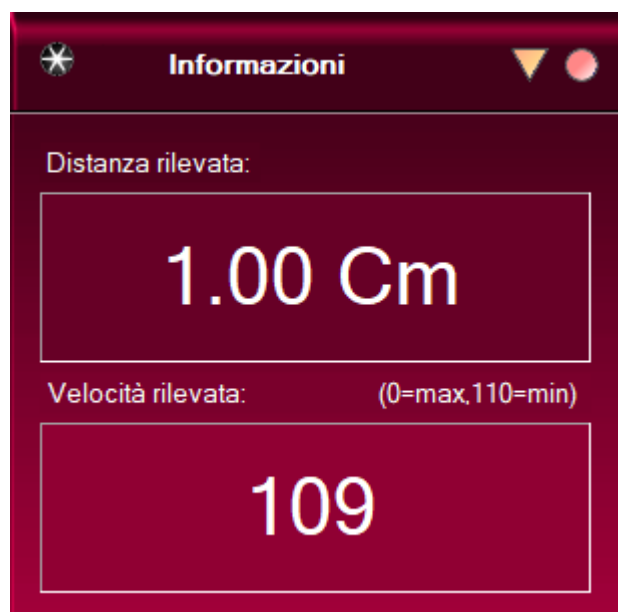 Informazioni
Distanza rilevata:
1.00 Cm
Velocità rilevata: (0=max,110=min)
109